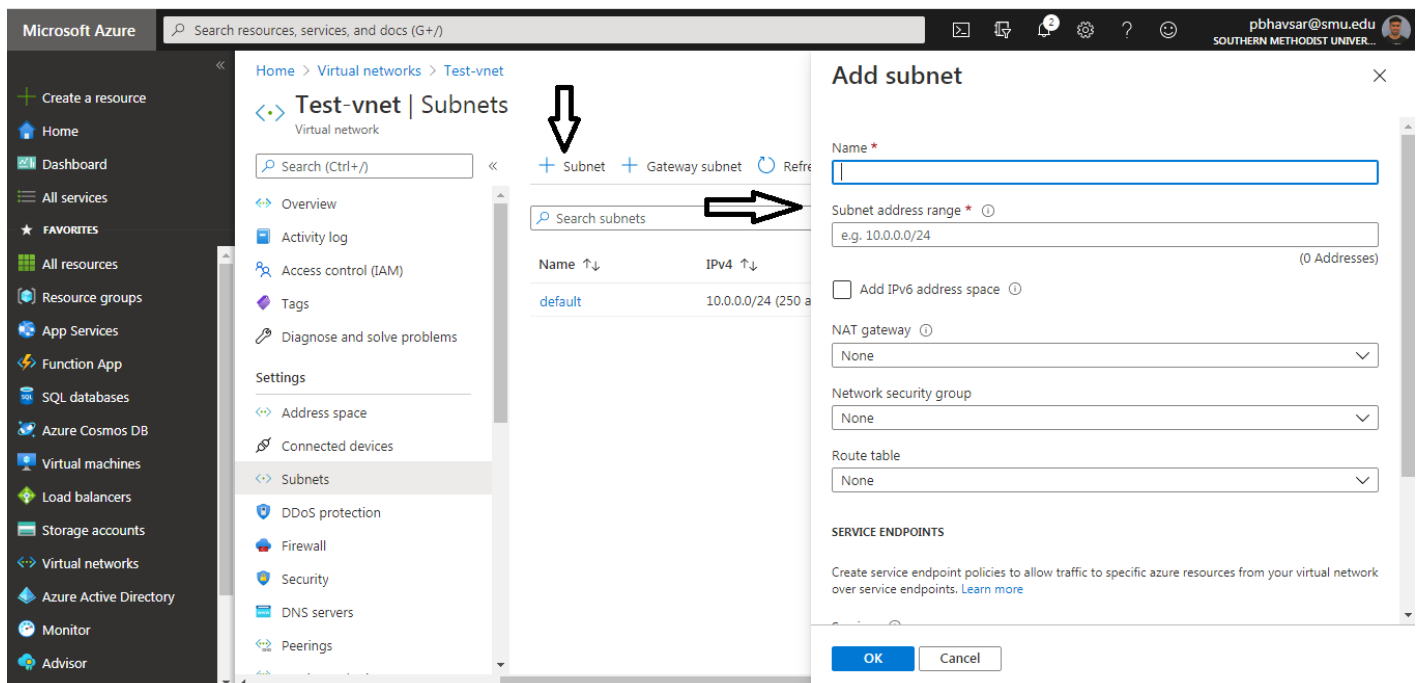 Microsoft Azure
Search resources, services, and docs (G+/)
2
pbhavsar@smu.edu
SOUTHERN METHODIST UNIVER...
Create a resource
Home
Dashboard
All services
FAVORITES
All resources
Resource groups
App Services
Function App
SQL databases
Azure Cosmos DB
Virtual machines
Load balancers
Storage accounts
Virtual networks
Azure Active Directory
Monitor
Advisor
Home > Virtual networks > Test-vnet
Test-vnet | Subnets
Virtual network
Search (Ctrl+/)
Overview
Activity log
Access control (IAM)
Tags
Diagnose and solve problems
Settings
Address space
Connected devices
Subnets
DDoS protection
Firewall
Security
DNS servers
Peerings
+ Subnet + Gateway subnet Refre
Search subnets
Name ↑↓ IPv4 ↑↓
default 10.0.0.0/24 (250 a
Add subnet
Name *
Subnet address range *
e.g. 10.0.0.0/24
(0 Addresses)
Add IPv6 address space
NAT gateway
None
Network security group
None
Route table
None
SERVICE ENDPOINTS
Create service endpoint policies to allow traffic to specific azure resources from your virtual network
over service endpoints. Learn more
OK Cancel